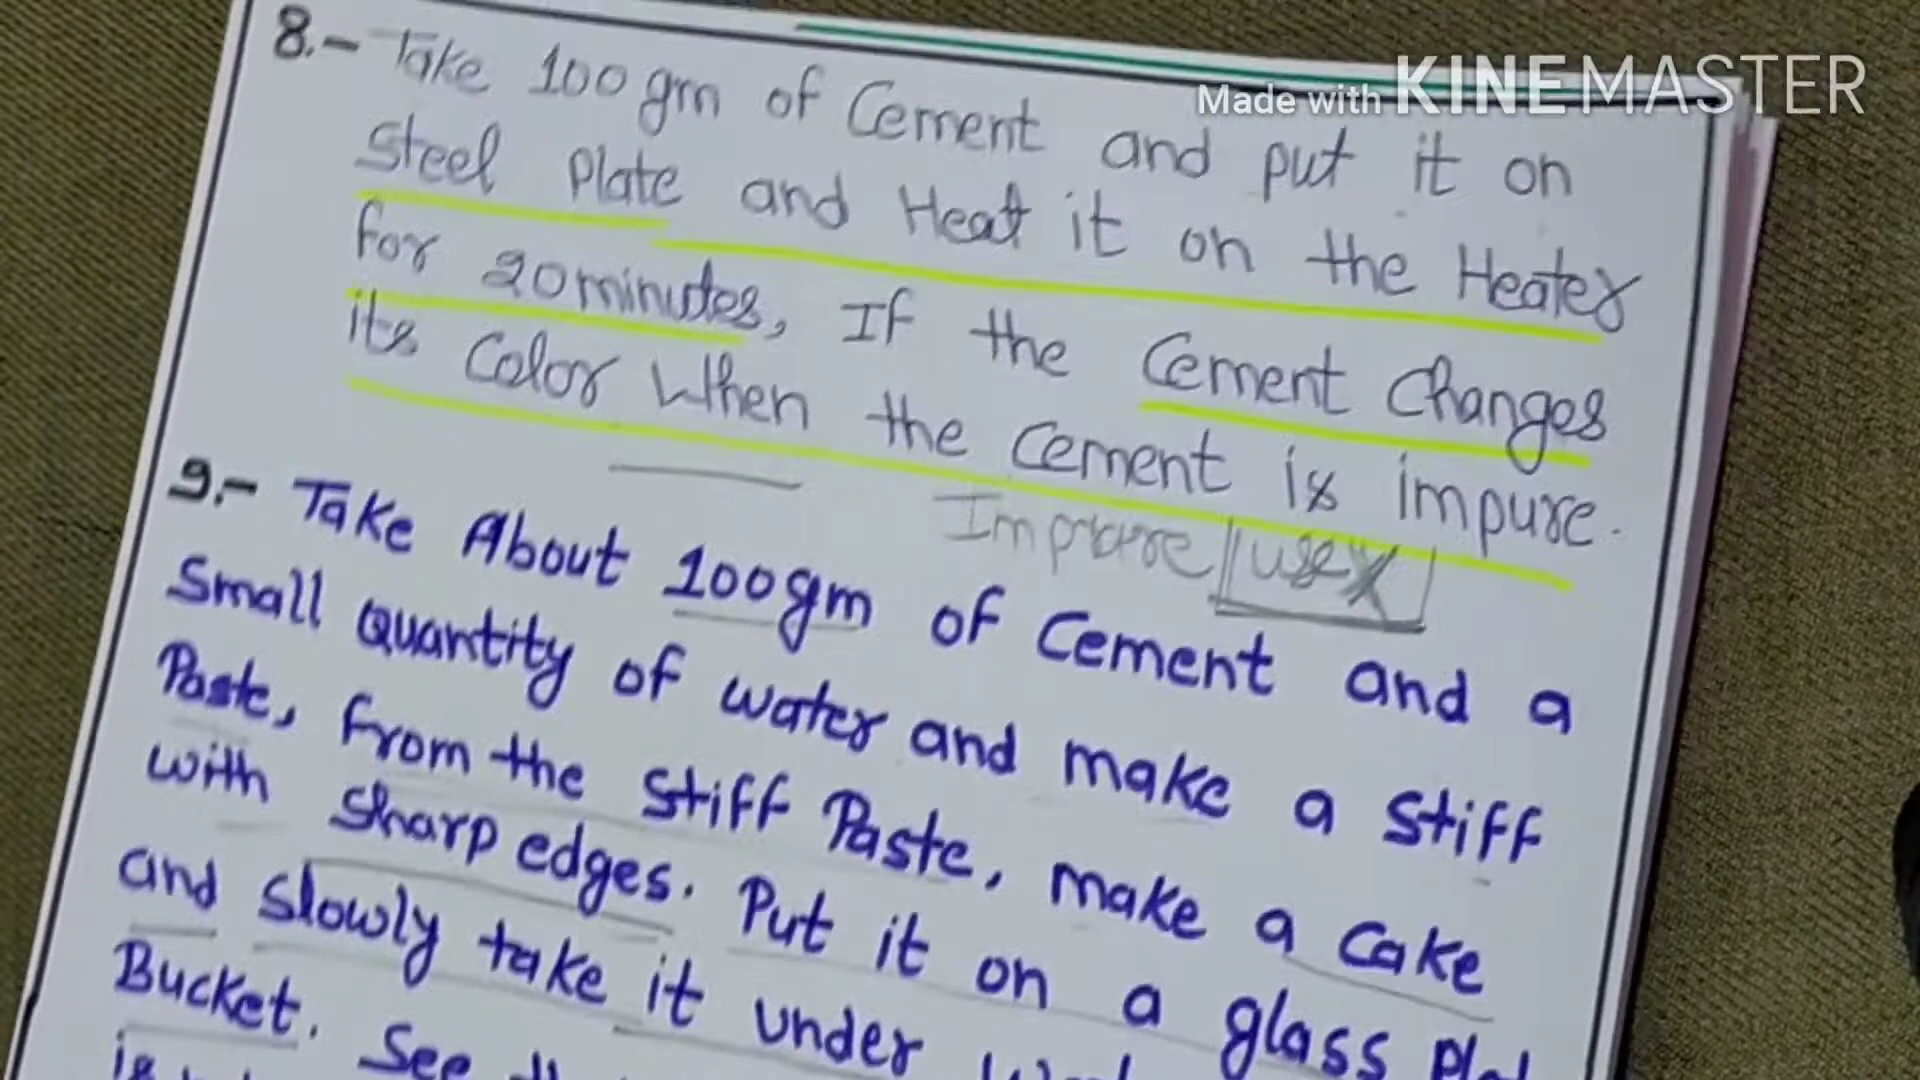 Made with KINEMASTER
8.- Take 100 gm of Cement and put it on
steel Plate and Heat it on the Heater
for 20 minutes, If the Cement Changes
its Color When the Cement is impure.
use
9.- Take About 100gm of Cement and a
Small Quantity of water and make a Stiff
Paste, From the Stiff Paste, make a Cake
with Sharp edges. Put it on a glass
and slowly take it under
Bucket. See
is